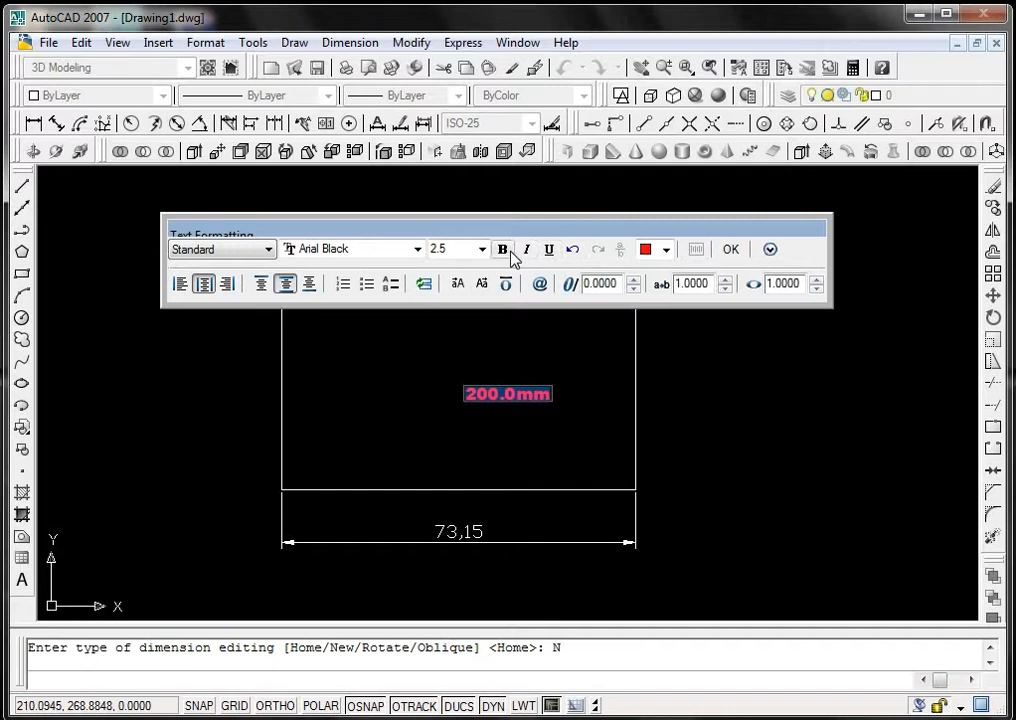 AutoCAD 2007 - [Drawing1.dwg]
File Edit View Insert Format Tools Draw Dimension Modify Express Window Help
3D Modeling
ByLayer ByLayer ByLayer ByColor 0
ISO-25
Text Formatting
Standard Arial Black 2.5 B I U OK
@ 0/ 0.0000 a•b 1.0000 1.0000
200.0mm
73,15
Y
X
A
Enter type of dimension editing [Home/New/Rotate/Oblique] <Home>: N
210.0945, 268.8848, 0.0000 SNAP GRID ORTHO POLAR OSNAP OTRACK DUCS DYN LWT